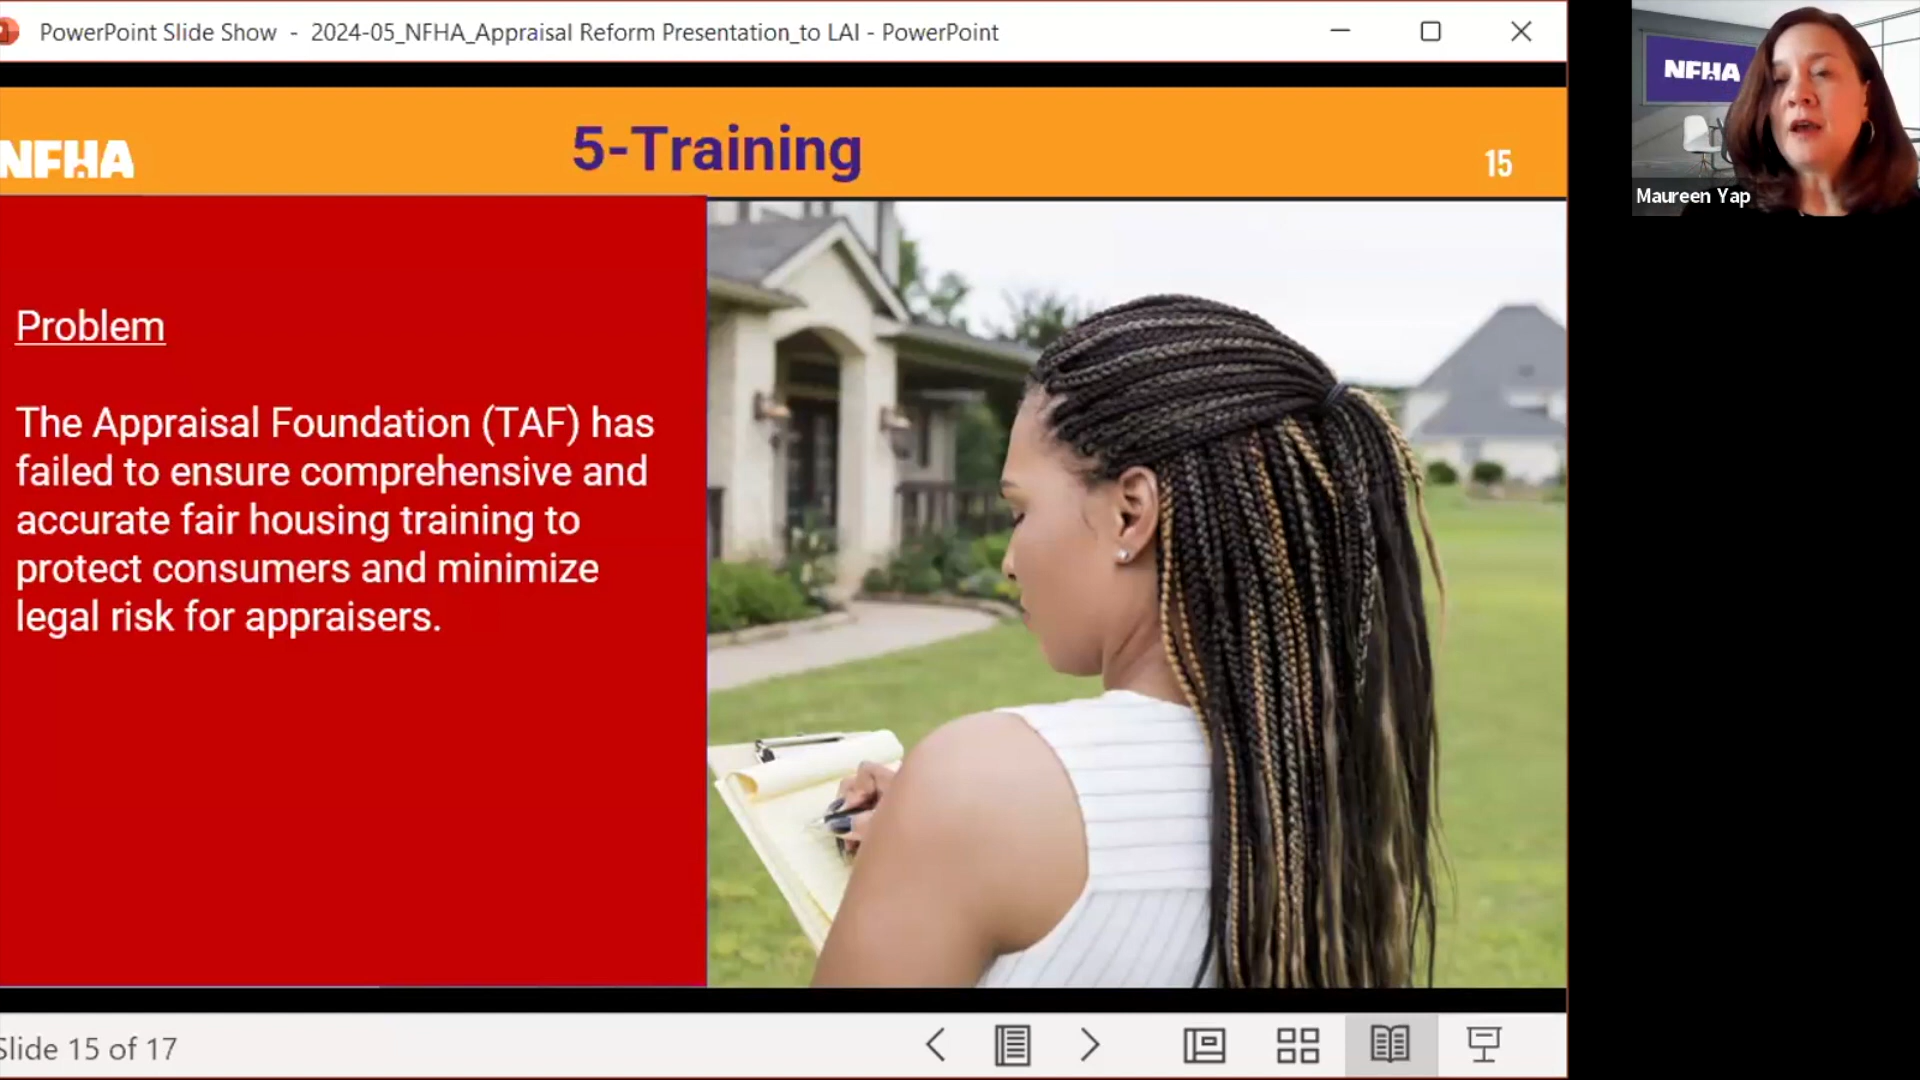 PowerPoint Slide Show - 2024-05_NFHA_Appraisal Reform Presentation_to LAI - PowerPoint
NFHA
5-Training
15
Problem
The Appraisal Foundation (TAF) has
failed to ensure comprehensive and
accurate fair housing training to
protect consumers and minimize
legal risk for appraisers.
Slide 15 of 17
NFHA
Maureen Yap